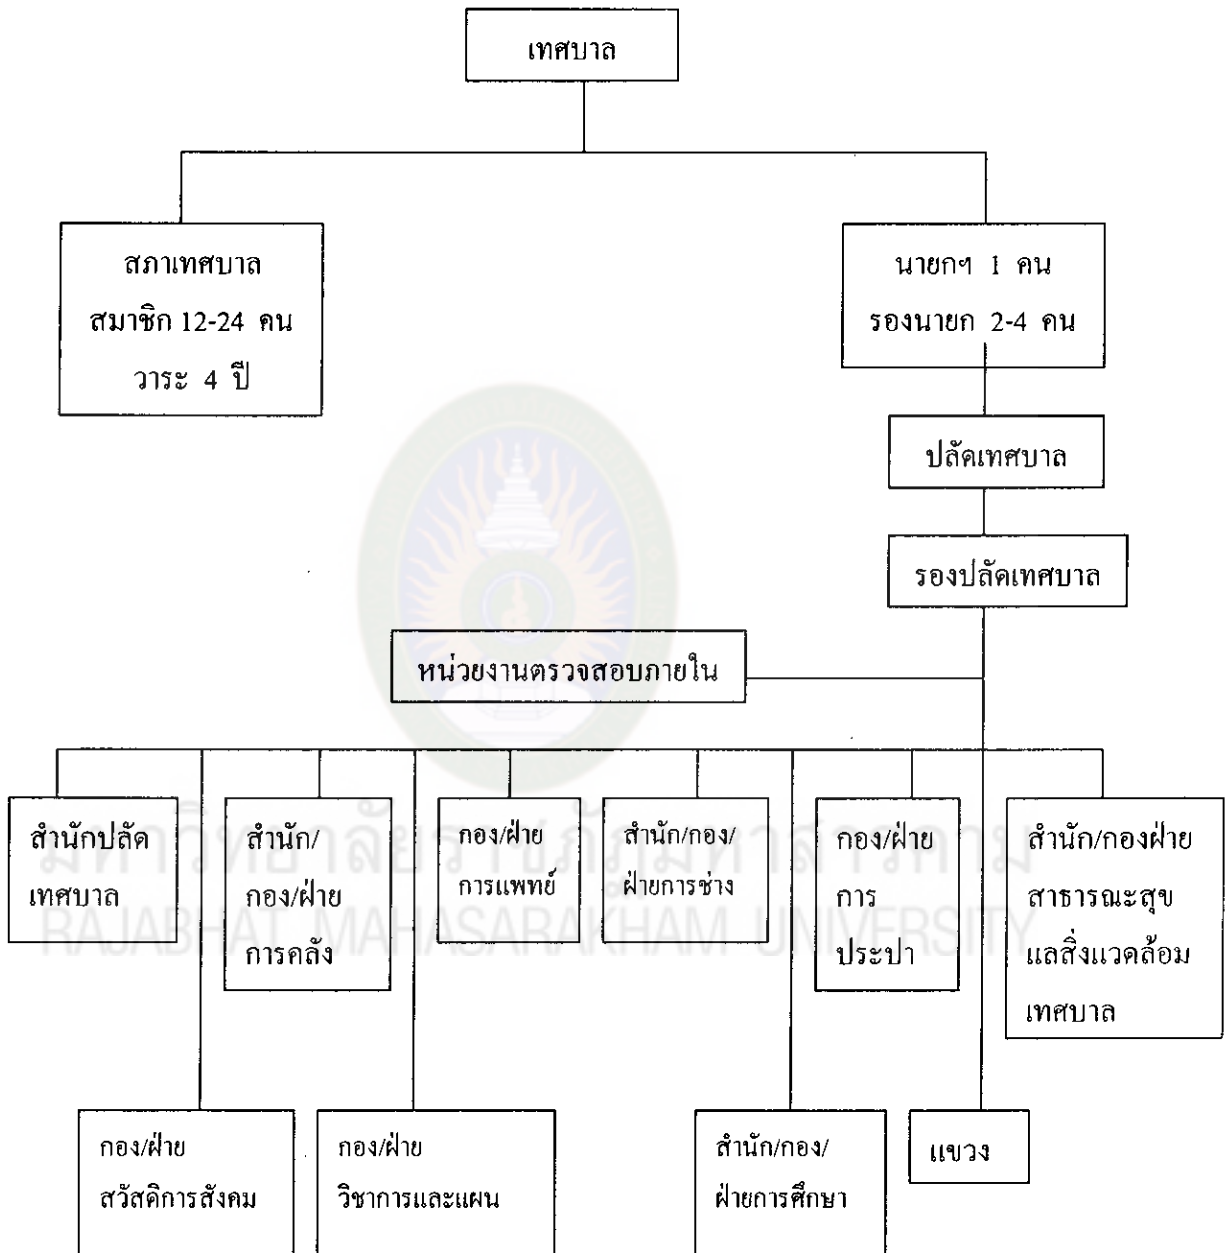 เทศบาล
สภาเทศบาล
สมาชิก 12-24 คน
วาระ 4 ปี
นายกฯ 1 คน
รองนายก 2-4 คน
ปลัดเทศบาล
รองปลัดเทศบาล
หน่วยงานตรวจสอบภายใน
สำนักปลัด
เทศบาล
สำนัก/
กอง/ฝ่าย
การคลัง
กอง/ฝ่าย
การแพทย์
สำนัก/กอง/
ฝ่ายการช่าง
กอง/ฝ่าย
การ
ประปา
สำนัก/กองฝ่าย
สาธารณะสุข
แลสิ่งแวดล้อม
เทศบาล
มหาวิทยาลัยราชภัฏมหาสารคาม
RAJABHAT MAHASARAKHAM UNIVERSITY
กอง/ฝ่าย
สวัสดิการสังคม
กอง/ฝ่าย
วิชาการและแผน
สำนัก/กอง/
ฝ่ายการศึกษา
แขวง